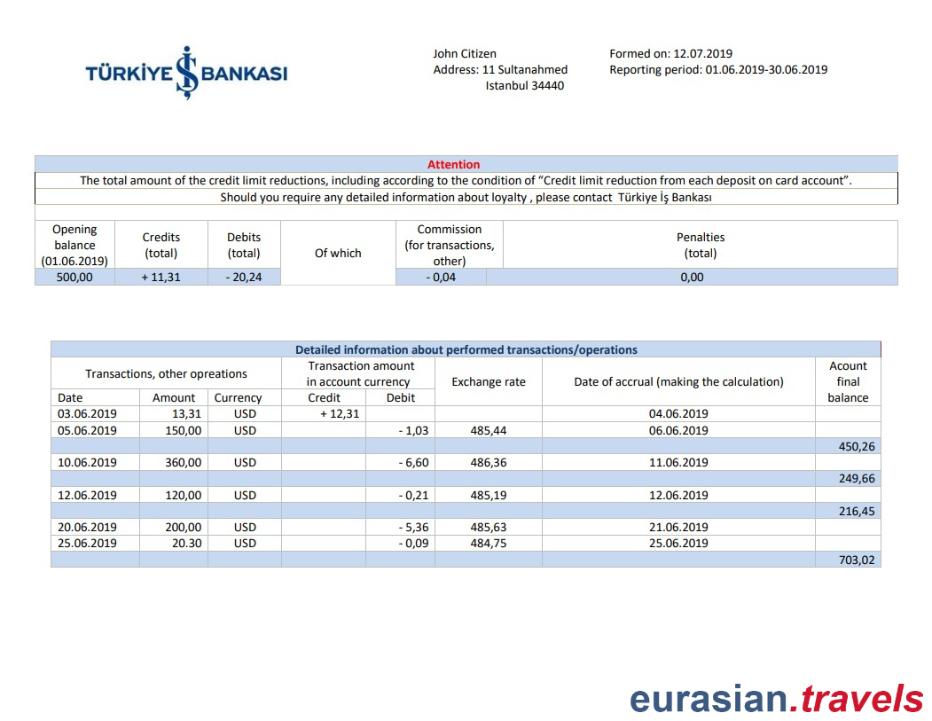 TÜRKİYE İŞ BANKASI
John Citizen
Address: 11 Sultanahmed
Istanbul 34440
Formed on: 12.07.2019
Reporting period: 01.06.2019-30.06.2019
Attention
The total amount of the credit limit reductions, including according to the condition of “Credit limit reduction from each deposit on card account”.
Should you require any detailed information about loyalty , please contact Türkiye İş Bankası
Opening balance (01.06.2019) Credits (total) Debits (total) Of which Commission (for transactions, other) Penalties (total)
500,00 + 11,31 - 20,24 - 0,04 0,00
Detailed information about performed transactions/operations
Transactions, other opreations Transaction amount in account currency Exchange rate Date of accrual (making the calculation) Acount final balance
Date Amount Currency Credit Debit
03.06.2019 13,31 USD + 12,31 04.06.2019
05.06.2019 150,00 USD - 1,03 485,44 06.06.2019
450,26
10.06.2019 360,00 USD - 6,60 486,36 11.06.2019
249,66
12.06.2019 120,00 USD - 0,21 485,19 12.06.2019
216,45
20.06.2019 200,00 USD - 5,36 485,63 21.06.2019
25.06.2019 20.30 USD - 0,09 484,75 25.06.2019
703,02
eurasian.travels